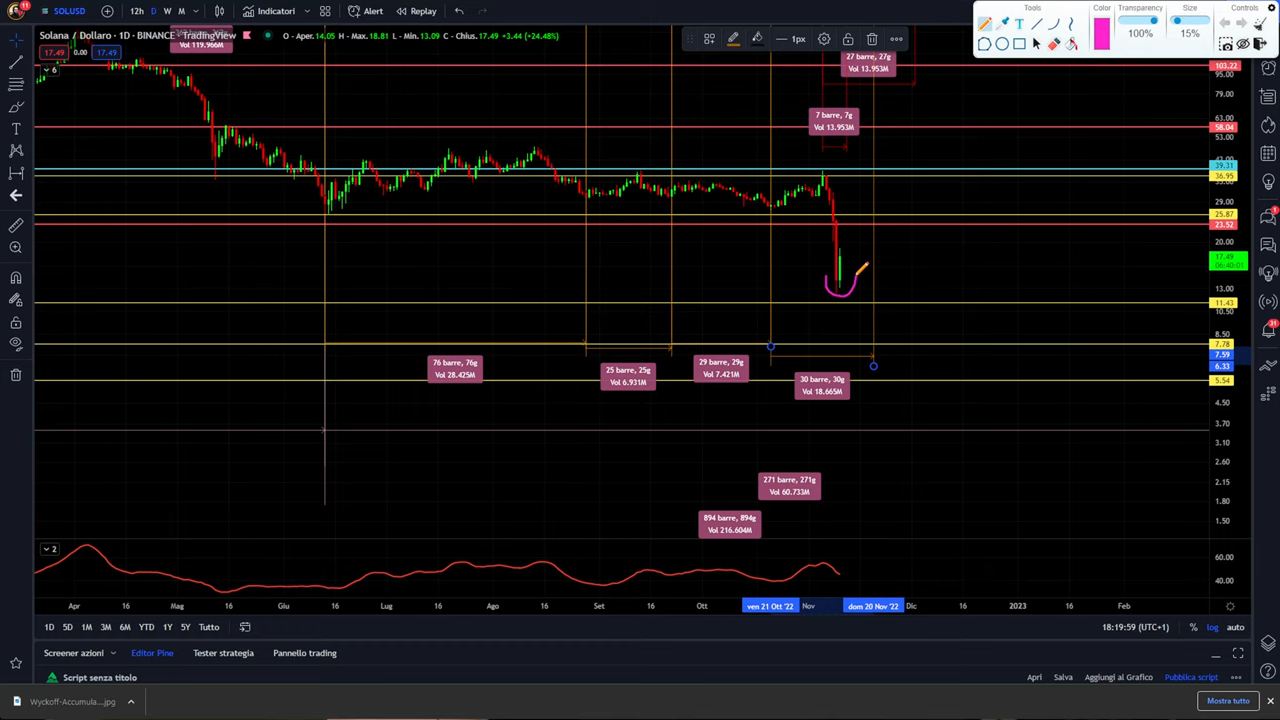 11
SOLUSD
12h D W M
Indicatori
Alert
Replay
Tools
Color
Transparency
Size
Controls
100%
15%
Solana / Dollaro · 1D · BINANCE · TradingView
O - Aper.14.05 H - Max.18.81 L - Min.13.09 C - Chius.17.49 +3.44 (+24.48%)
Vol 119.966M
17.49 0.00 17.49
6
1px
27 barre, 27g
Vol 13.953M
7 barre, 7g
Vol 13.953M
76 barre, 76g
Vol 28.425M
25 barre, 25g
Vol 6.931M
29 barre, 29g
Vol 7.421M
30 barre, 30g
Vol 18.665M
271 barre, 271g
Vol 60.733M
894 barre, 894g
Vol 216.604M
103.22
95.00
79.00
63.00
58.04
53.00
36.95
29.00
25.87
23.52
20.00
17.49
06:40:01
13.00
11.43
10.50
8.50
7.78
7.59
6.33
5.54
4.50
3.70
3.10
2.60
2.15
1.80
1.50
2
60.00
40.00
Apr 16 Mag 16 Giu 16 Lug 16 Ago 16 Set 16 Ott ven 21 Ott '22 Nov dom 20 Nov '22 Dic 16 2023 16 Feb
1D 5D 1M 3M 6M YTD 1Y 5Y Tutto
18:19:59 (UTC+1) % log auto
Screener azioni Editor Pine Tester strategia Pannello trading
Script senza titolo
Apri Salva Aggiungi al Grafico Pubblica script
Wyckoff-Accumula....jpg
Mostra tutto